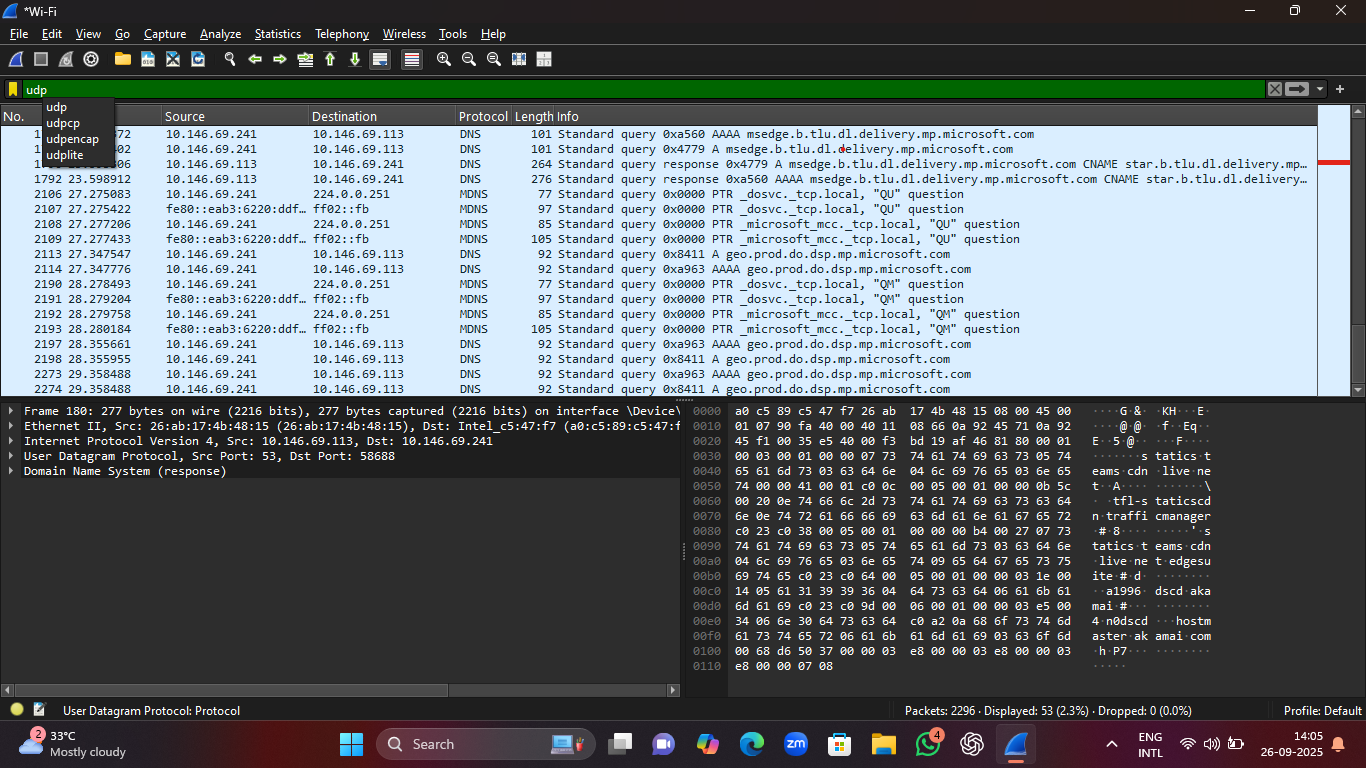 *Wi-Fi
File Edit View Go Capture Analyze Statistics Telephony Wireless Tools Help
udp
udp
udpcp
udpencap
udplite
No. Source Destination Protocol Length Info
10.146.69.241 10.146.69.113 DNS 101 Standard query 0xa560 AAAA msedge.b.tlu.dl.delivery.mp.microsoft.com
10.146.69.241 10.146.69.113 DNS 101 Standard query 0x4779 A msedge.b.tlu.dl.delivery.mp.microsoft.com
10.146.69.113 10.146.69.241 DNS 264 Standard query response 0x4779 A msedge.b.tlu.dl.delivery.mp.microsoft.com CNAME star.b.tlu.dl.delivery.mp…
1792 23.598912 10.146.69.113 10.146.69.241 DNS 276 Standard query response 0xa560 AAAA msedge.b.tlu.dl.delivery.mp.microsoft.com CNAME star.b.tlu.dl.delivery…
2106 27.275083 10.146.69.241 224.0.0.251 MDNS 77 Standard query 0x0000 PTR _dosvc._tcp.local, "QU" question
2107 27.275422 fe80::eab3:6220:ddf… ff02::fb MDNS 97 Standard query 0x0000 PTR _dosvc._tcp.local, "QU" question
2108 27.277206 10.146.69.241 224.0.0.251 MDNS 85 Standard query 0x0000 PTR _microsoft_mcc._tcp.local, "QU" question
2109 27.277433 fe80::eab3:6220:ddf… ff02::fb MDNS 105 Standard query 0x0000 PTR _microsoft_mcc._tcp.local, "QU" question
2113 27.347547 10.146.69.241 10.146.69.113 DNS 92 Standard query 0x8411 A geo.prod.do.dsp.mp.microsoft.com
2114 27.347776 10.146.69.241 10.146.69.113 DNS 92 Standard query 0xa963 AAAA geo.prod.do.dsp.mp.microsoft.com
2190 28.278493 10.146.69.241 224.0.0.251 MDNS 77 Standard query 0x0000 PTR _dosvc._tcp.local, "QM" question
2191 28.279204 fe80::eab3:6220:ddf… ff02::fb MDNS 97 Standard query 0x0000 PTR _dosvc._tcp.local, "QM" question
2192 28.279758 10.146.69.241 224.0.0.251 MDNS 85 Standard query 0x0000 PTR _microsoft_mcc._tcp.local, "QM" question
2193 28.280184 fe80::eab3:6220:ddf… ff02::fb MDNS 105 Standard query 0x0000 PTR _microsoft_mcc._tcp.local, "QM" question
2197 28.355661 10.146.69.241 10.146.69.113 DNS 92 Standard query 0xa963 AAAA geo.prod.do.dsp.mp.microsoft.com
2198 28.355955 10.146.69.241 10.146.69.113 DNS 92 Standard query 0x8411 A geo.prod.do.dsp.mp.microsoft.com
2273 29.358488 10.146.69.241 10.146.69.113 DNS 92 Standard query 0xa963 AAAA geo.prod.do.dsp.mp.microsoft.com
2274 29.358488 10.146.69.241 10.146.69.113 DNS 92 Standard query 0x8411 A geo.prod.do.dsp.mp.microsoft.com
Frame 180: 277 bytes on wire (2216 bits), 277 bytes captured (2216 bits) on interface \Device\
Ethernet II, Src: 26:ab:17:4b:48:15 (26:ab:17:4b:48:15), Dst: Intel_c5:47:f7 (a0:c5:89:c5:47:f
Internet Protocol Version 4, Src: 10.146.69.113, Dst: 10.146.69.241
User Datagram Protocol, Src Port: 53, Dst Port: 58688
Domain Name System (response)
0000 a0 c5 89 c5 47 f7 26 ab 17 4b 48 15 08 00 45 00 ····G·&· ·KH···E·
0010 01 07 90 fa 40 00 40 11 08 66 0a 92 45 71 0a 92 ····@·@· ·f··Eq··
0020 45 f1 00 35 e5 40 00 f3 bd 19 af 46 81 80 00 01 E··5·@·· ···F····
0030 00 03 00 01 00 00 07 73 74 61 74 69 63 73 05 74 ·······s tatics·t
0040 65 61 6d 73 03 63 64 6e 04 6c 69 76 65 03 6e 65 eams·cdn ·live·ne
0050 74 00 00 41 00 01 c0 0c 00 05 00 01 00 00 0b 5c t··A···· ·······\
0060 00 20 0e 74 66 6c 2d 73 74 61 74 69 63 73 63 64 · ·tfl-s taticscd
0070 6e 0e 74 72 61 66 66 69 63 6d 61 6e 61 67 65 72 n·traffi cmanager
0080 c0 23 c0 38 00 05 00 01 00 00 00 b4 00 27 07 73 ·#·8···· ·····'·s
0090 74 61 74 69 63 73 05 74 65 61 6d 73 03 63 64 6e tatics·t eams·cdn
00a0 04 6c 69 76 65 03 6e 65 74 09 65 64 67 65 73 75 ·live·ne t·edgesu
00b0 69 74 65 c0 23 c0 64 00 05 00 01 00 00 03 1e 00 ite·#·d· ········
00c0 14 05 61 31 39 39 36 04 64 73 63 64 06 61 6b 61 ··a1996· dscd·aka
00d0 6d 61 69 c0 23 c0 9d 00 06 00 01 00 00 03 e5 00 mai·#··· ········
00e0 34 06 6e 30 64 73 63 64 c0 a2 0a 68 6f 73 74 6d 4·n0dscd ···hostm
00f0 61 73 74 65 72 06 61 6b 61 6d 61 69 03 63 6f 6d aster·ak amai·com
0100 00 68 d6 50 37 00 00 03 e8 00 00 03 e8 00 00 03 ·h·P7··· ········
0110 e8 00 00 07 08 ·····
User Datagram Protocol: Protocol
Packets: 2296 · Displayed: 53 (2.3%) · Dropped: 0 (0.0%)
Profile: Default
2
33°C
Mostly cloudy
Search
zm
4
ENG
INTL
14:05
26-09-2025